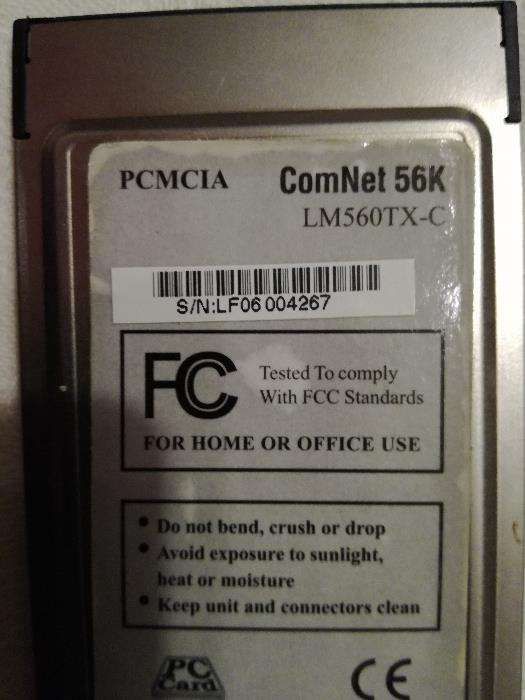 PCMCIA ComNet 56K
LM560TX-C
S/N:LF06 004267
FC Tested To comply
With FCC Standards
FOR HOME OR OFFICE USE
• Do not bend, crush or drop
• Avoid exposure to sunlight,
heat or moisture
• Keep unit and connectors clean
PC
Card
CE